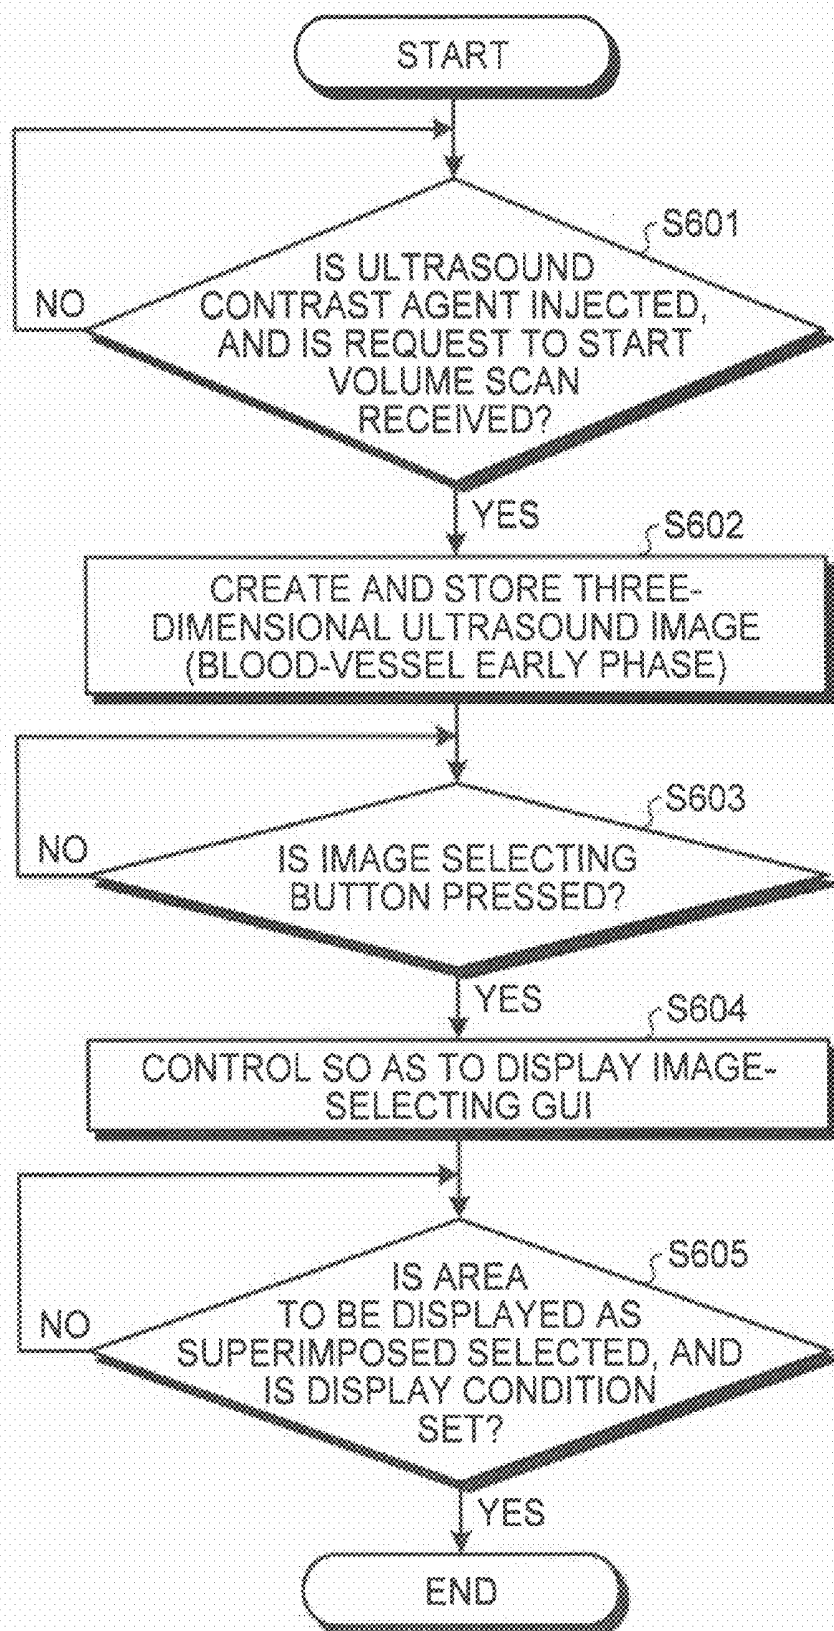 START
S601
IS ULTRASOUND
CONTRAST AGENT INJECTED,
AND IS REQUEST TO START
VOLUME SCAN
RECEIVED?
NO
YES
S602
CREATE AND STORE THREE-
DIMENSIONAL ULTRASOUND IMAGE
(BLOOD-VESSEL EARLY PHASE)
S603
IS IMAGE SELECTING
BUTTON PRESSED?
NO
YES
S604
CONTROL SO AS TO DISPLAY IMAGE-
SELECTING GUI
S605
IS AREA
TO BE DISPLAYED AS
SUPERIMPOSED SELECTED, AND
IS DISPLAY CONDITION
SET?
NO
YES
END